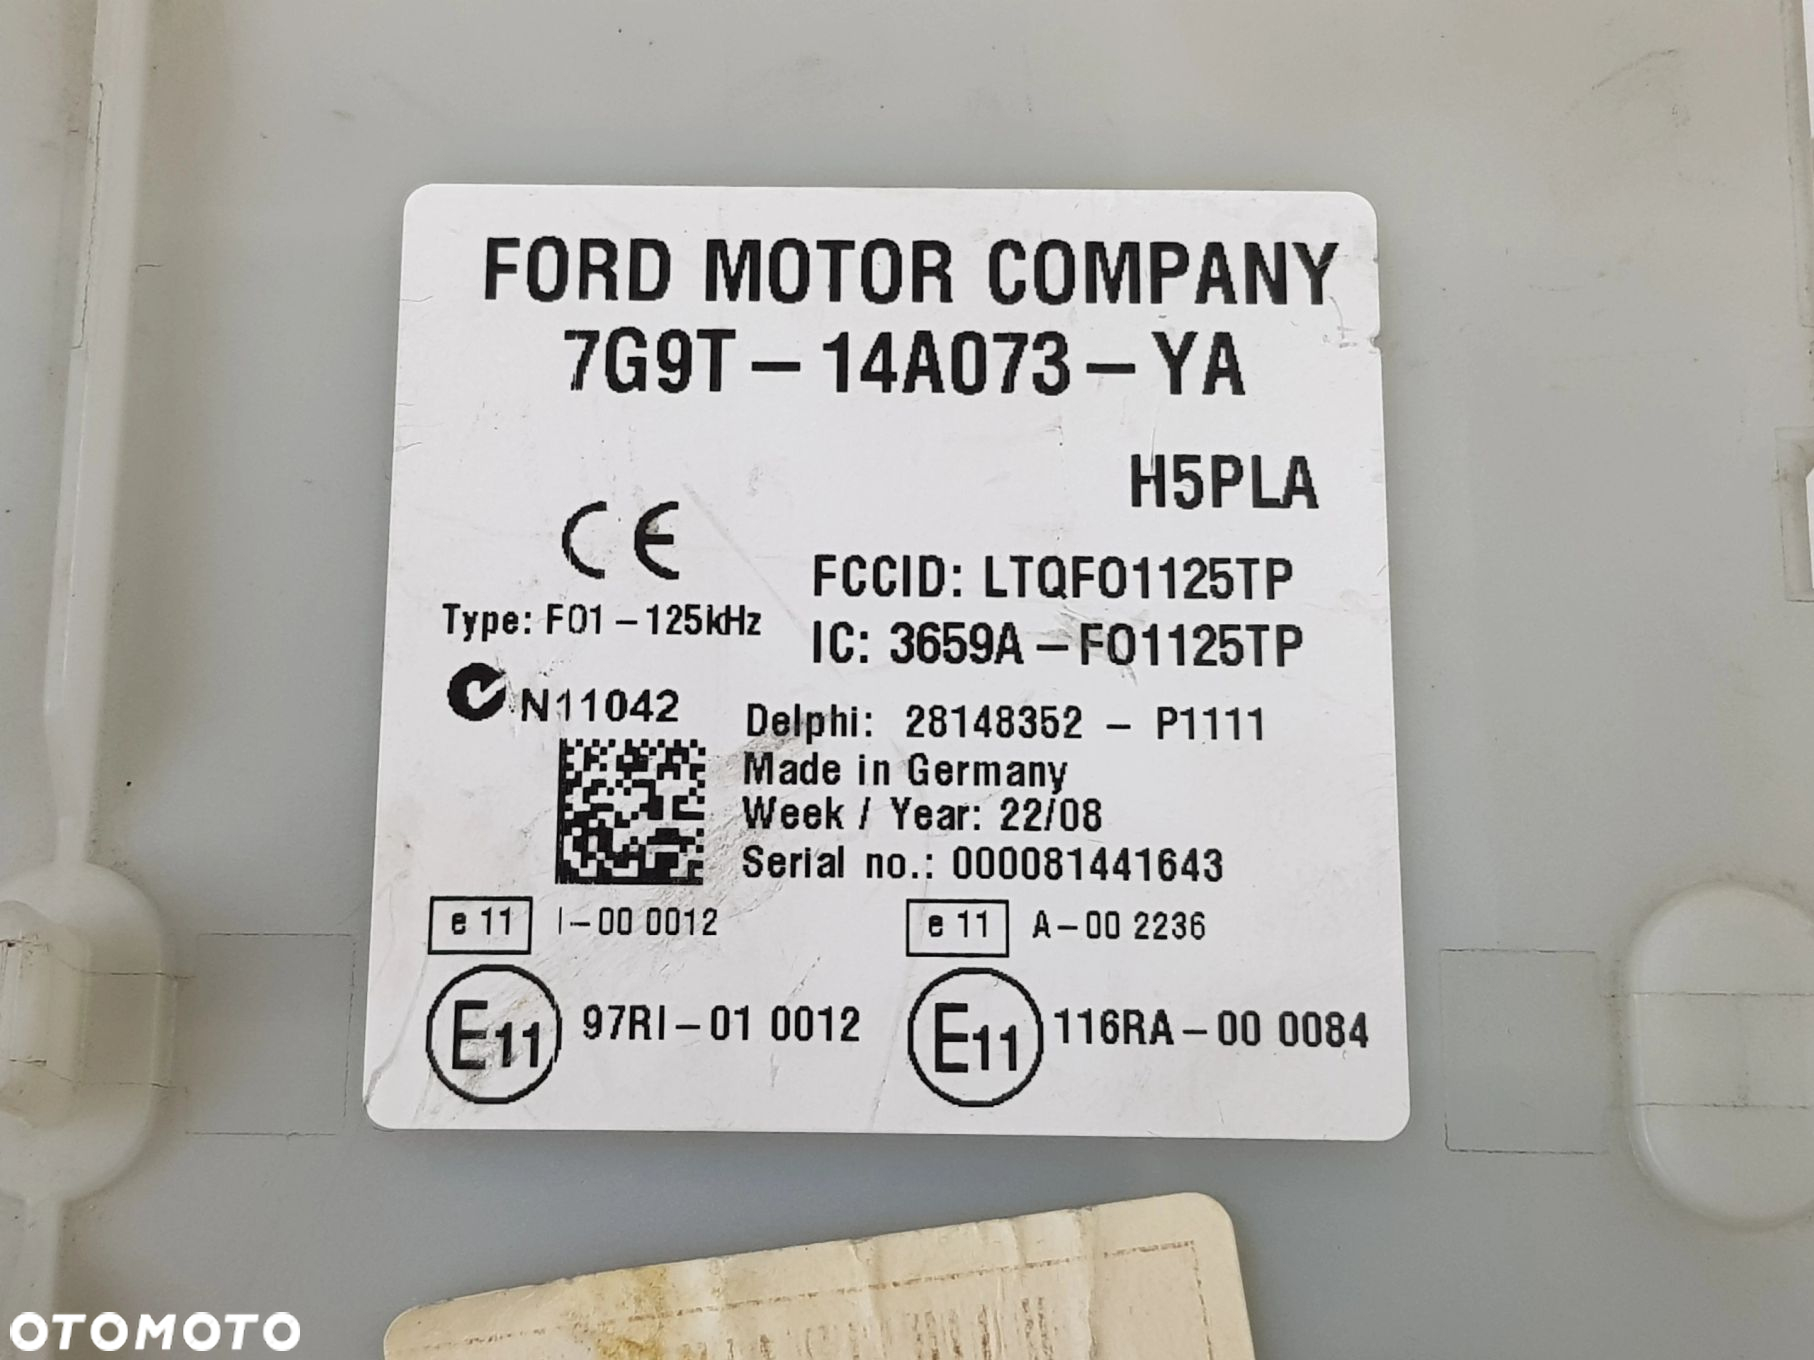 FORD MOTOR COMPANY
7G9T-14A073-YA
H5PLA
CE
FCCID: LTQFO1125TP
Type: FO1-125kHz
IC: 3659A-FO1125TP
N11042
Delphi: 28148352 - P1111
Made in Germany
Week / Year: 22/08
Serial no.: 000081441643
e 11 I-00 0012
e 11 A-00 2236
E11 97RI-01 0012
E11 116RA-00 0084
OTOMOTO